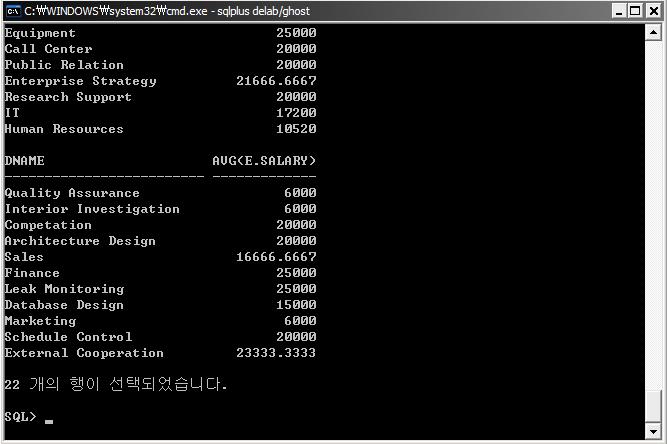 C:₩WINDOWS₩system32₩cmd.exe - sqlplus delab/ghost
Equipment 25000
Call Center 20000
Public Relation 20000
Enterprise Strategy 21666.6667
Research Support 20000
IT 17200
Human Resources 10520
DNAME AVG(E.SALARY)
------------------------- -------------
Quality Assurance 6000
Interior Investigation 6000
Competation 20000
Architecture Design 20000
Sales 16666.6667
Finance 25000
Leak Monitoring 25000
Database Design 15000
Marketing 6000
Schedule Control 20000
External Cooperation 23333.3333
22 개의 행이 선택되었습니다.
SQL> _